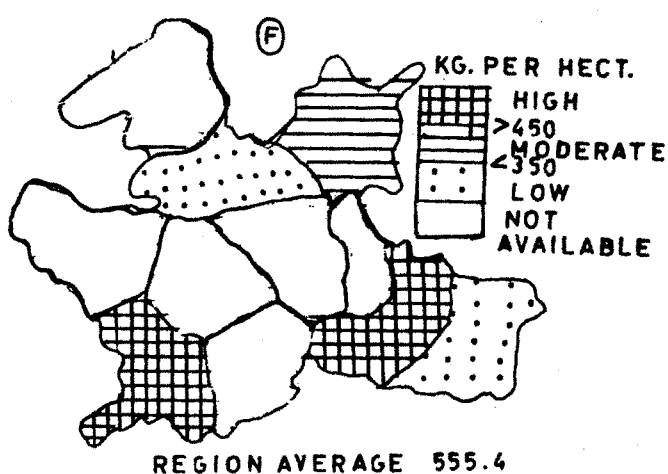 F
KG. PER HECT.
HIGH
>450
MODERATE
<350
LOW
NOT
AVAILABLE
REGION AVERAGE 555.4